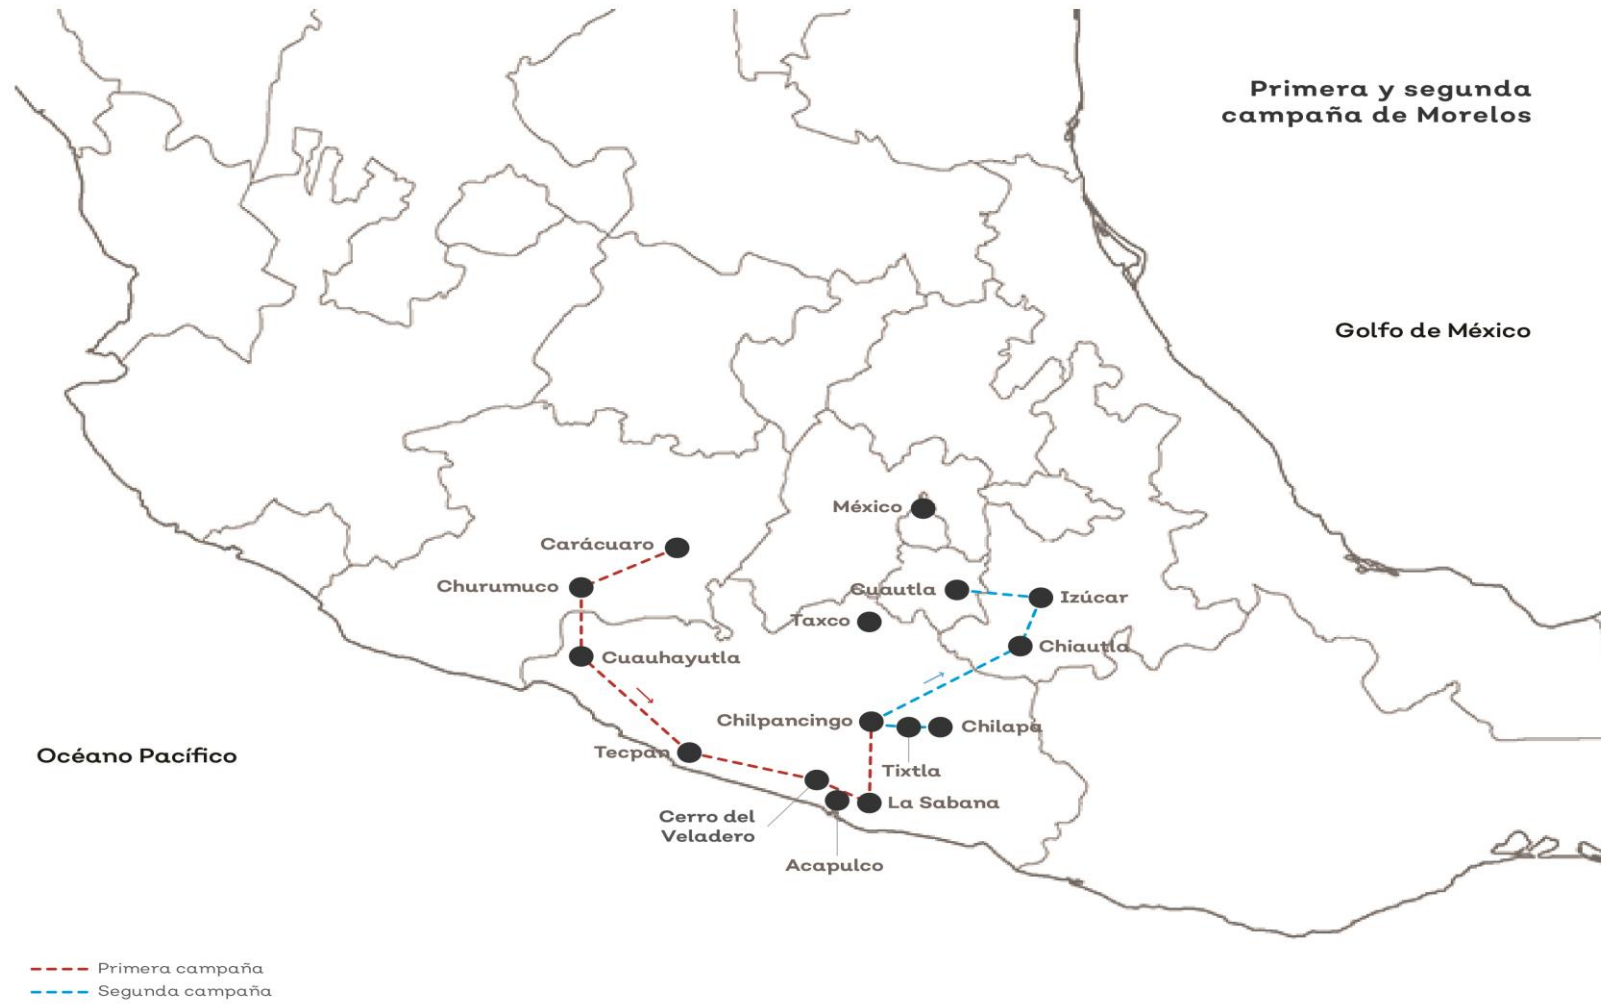 Primera y segunda
campaña de Morelos
Golfo de México
México
Carácuaro
Churumuco
Cuautla
Izúcar
Taxco
Chiautla
Cuauhayutla
Chilpancingo
Chilapa
Tecpan
Océano Pacífico
Tixtla
La Sabana
Cerro del
Veladero
Acapulco
Primera campaña
Segunda campaña